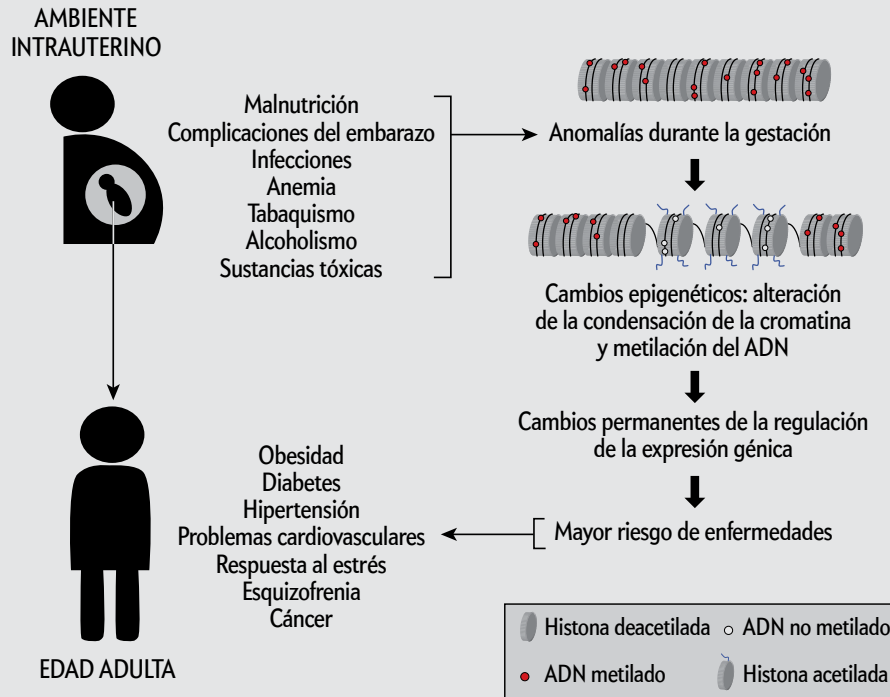 AMBIENTE
INTRAUTERINO
Malnutrición
Complicaciones del embarazo
Infecciones
Anemia
Tabaquismo
Alcoholismo
Sustancias tóxicas
Anomalías durante la gestación
Cambios epigenéticos: alteración
de la condensación de la cromatina
y metilación del ADN
Cambios permanentes de la regulación
de la expresión génica
Mayor riesgo de enfermedades
Obesidad
Diabetes
Hipertensión
Problemas cardiovasculares
Respuesta al estrés
Esquizofrenia
Cáncer
EDAD ADULTA
Histona deacetilada
ADN no metilado
ADN metilado
Histona acetilada